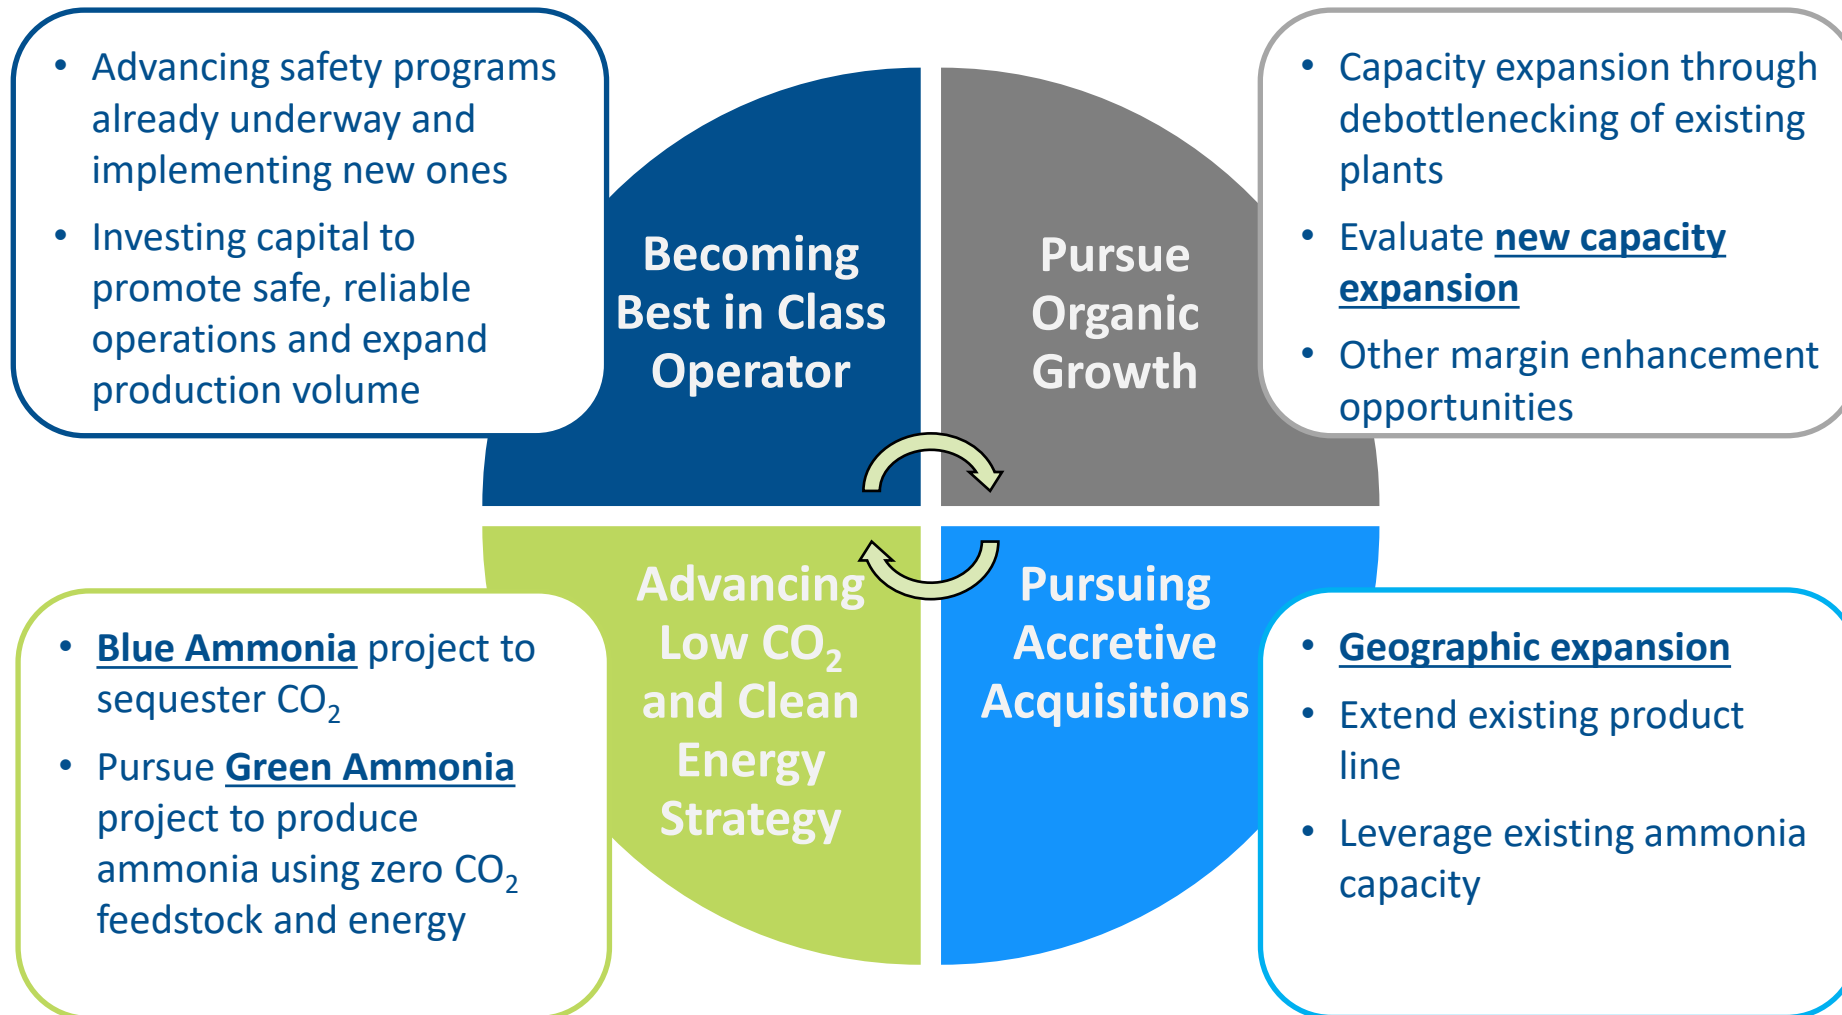 • Advancing safety programs
already underway and
implementing new ones
• Investing capital to
promote safe, reliable
operations and expand
production volume
Becoming
Best in Class
Operator
Pursue
Organic
Growth
• Capacity expansion through
debottlenecking of existing
plants
• Evaluate new capacity
expansion
• Other margin enhancement
opportunities
• Blue Ammonia project to
sequester CO₂
• Pursue Green Ammonia
project to produce
ammonia using zero CO₂
feedstock and energy
Advancing
Low CO₂
and Clean
Energy
Strategy
Pursuing
Accretive
Acquisitions
• Geographic expansion
• Extend existing product
line
• Leverage existing ammonia
capacity